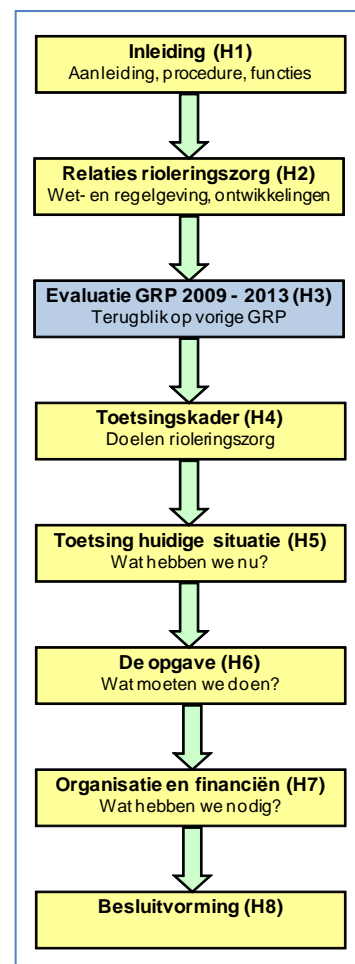 Inleiding (H1)
Aanleiding, procedure, functies
Relaties rioleringszorg (H2)
Wet- en regelgeving, ontwikkelingen
Evaluatie GRP 2009 - 2013 (H3)
Terugblik op vorige GRP
Toetsingskader (H4)
Doelen rioleringszorg
Toetsing huidige situatie (H5)
Wat hebben we nu?
De opgave (H6)
Wat moeten we doen?
Organisatie en financiën (H7)
Wat hebben we nodig?
Besluitvorming (H8)